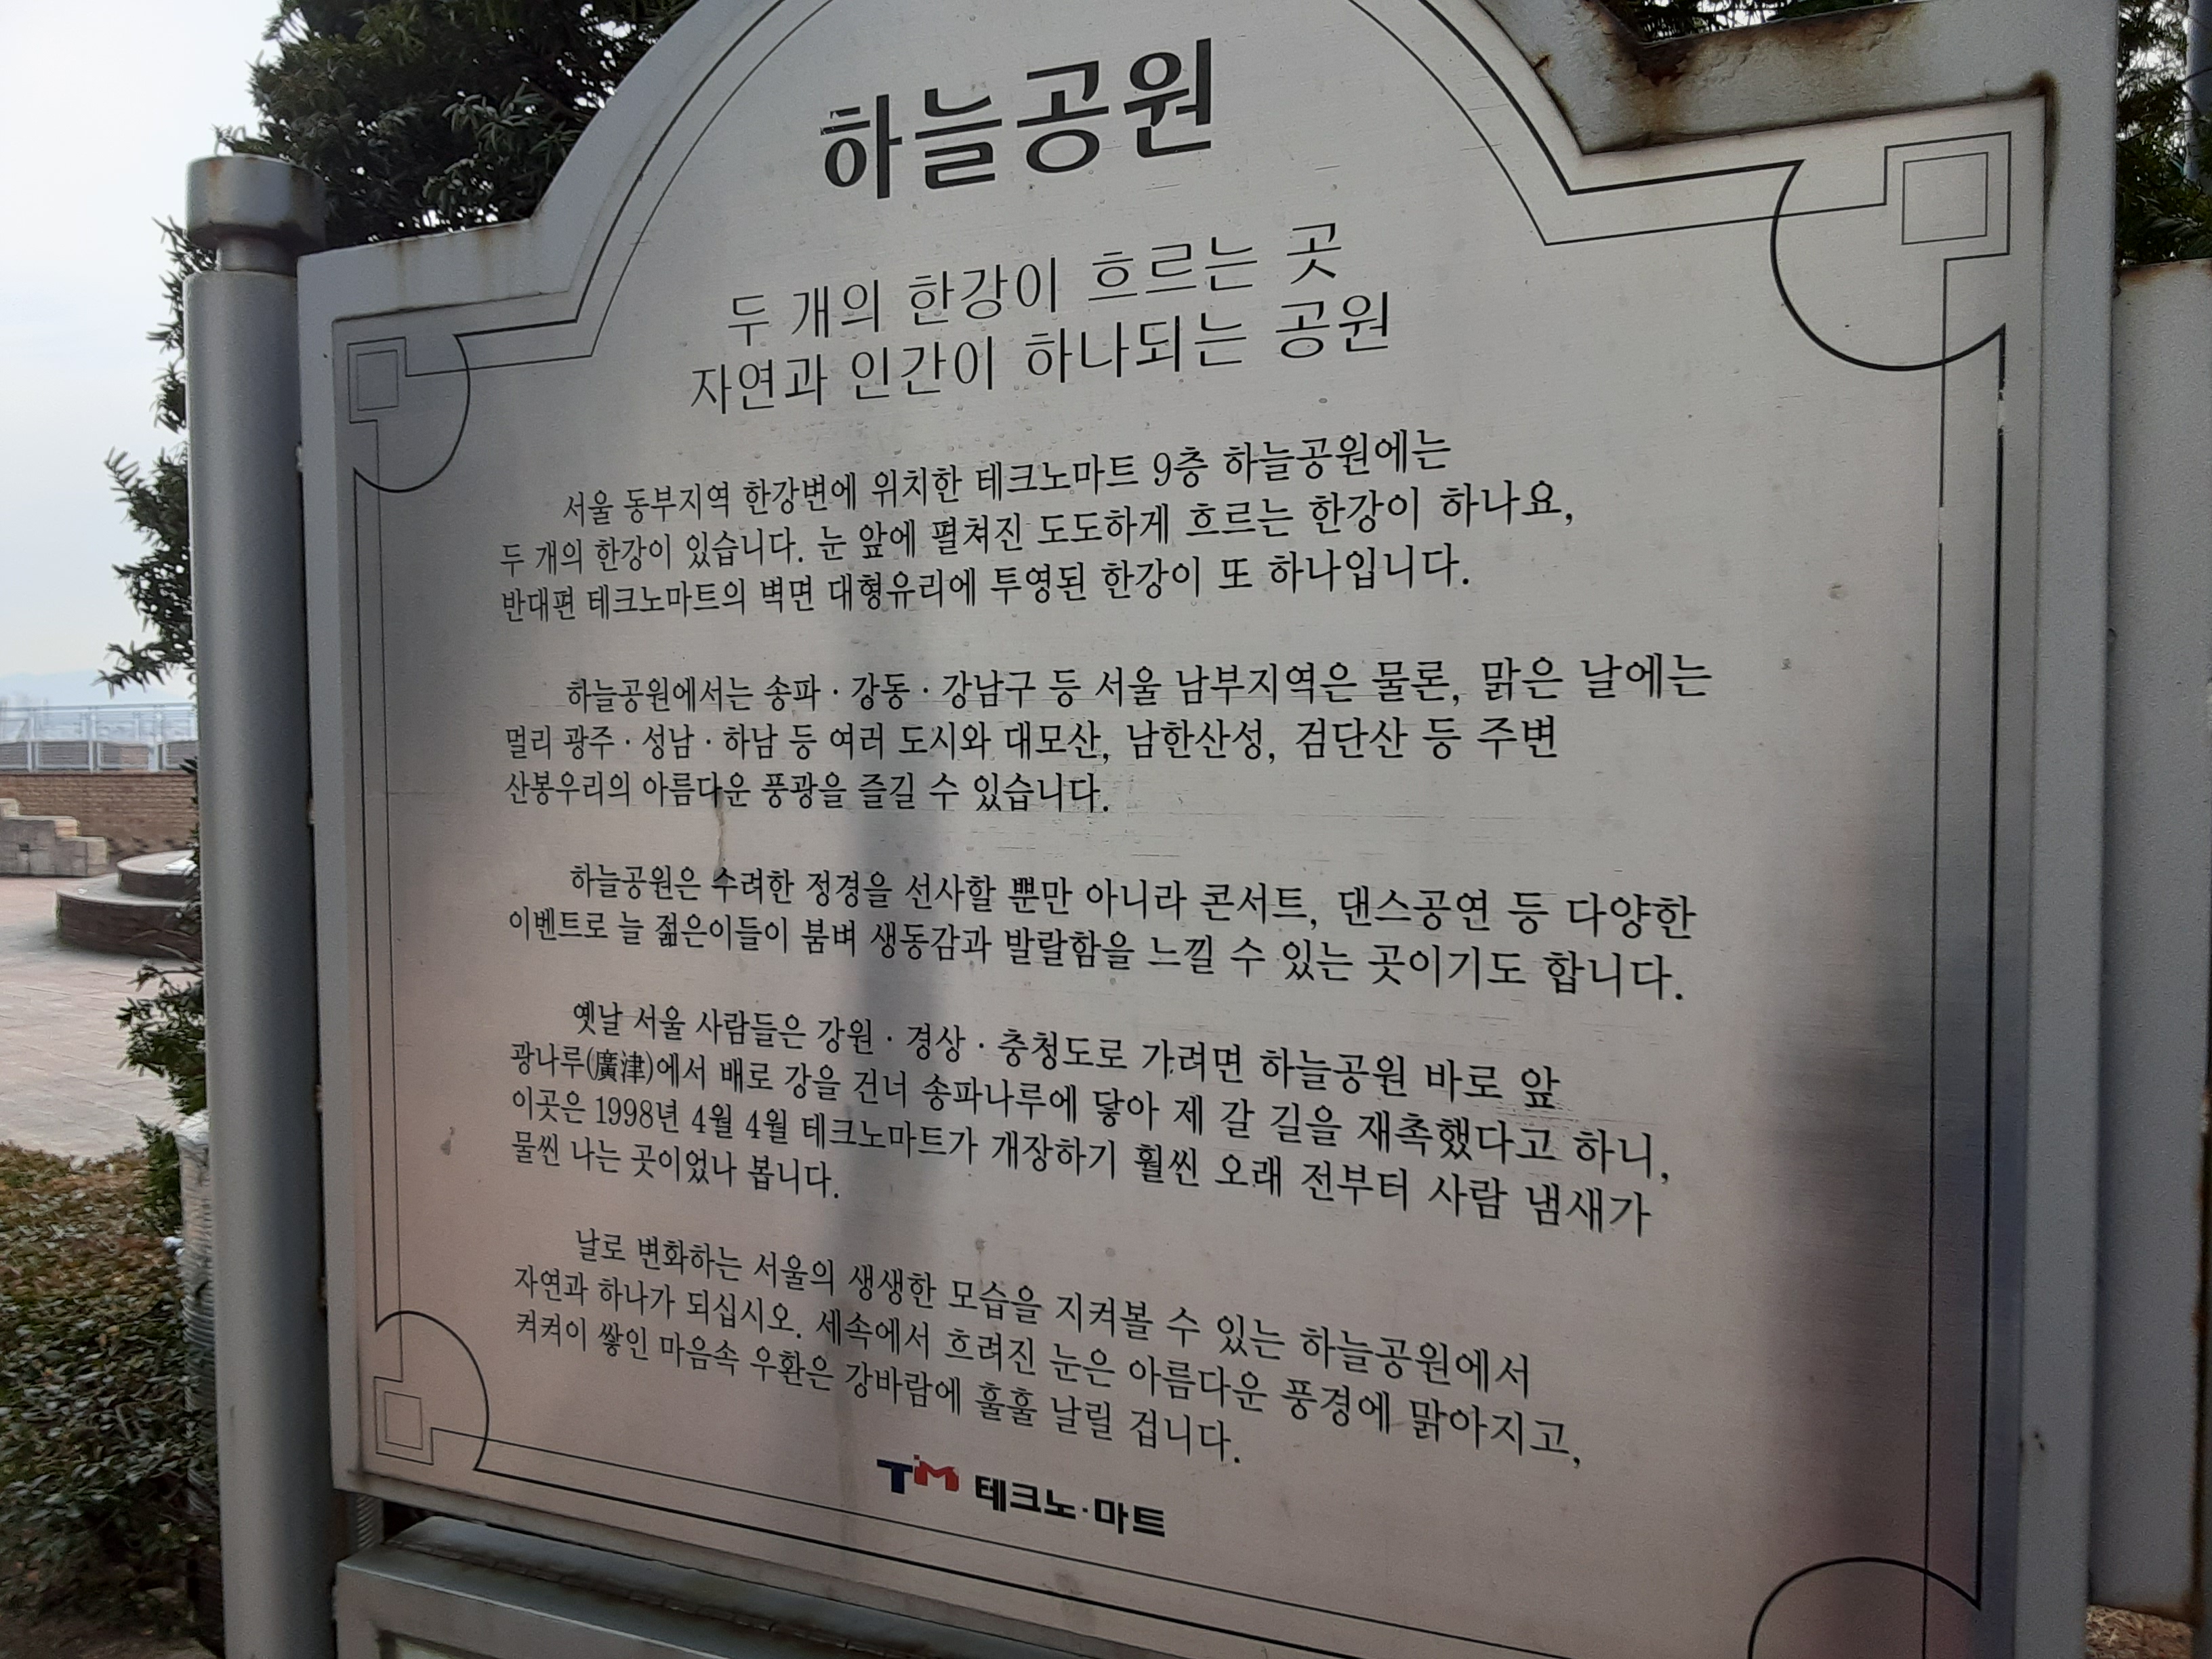 하늘공원
두 개의 한강이 흐르는 곳
자연과 인간이 하나되는 공원
서울 동부지역 한강변에 위치한 테크노마트 9층 하늘공원에는
두 개의 한강이 있습니다. 눈 앞에 펼쳐진 도도하게 흐르는 한강이 하나요,
반대편 테크노마트의 벽면 대형유리에 투영된 한강이 또 하나입니다.
하늘공원에서는 송파 · 강동 · 강남구 등 서울 남부지역은 물론, 맑은 날에는
멀리 광주 · 성남 · 하남 등 여러 도시와 대모산, 남한산성, 검단산 등 주변
산봉우리의 아름다운 풍광을 즐길 수 있습니다.
하늘공원은 수려한 정경을 선사할 뿐만 아니라 콘서트, 댄스공연 등 다양한
이벤트로 늘 젊은이들이 붐벼 생동감과 발랄함을 느낄 수 있는 곳이기도 합니다.
옛날 서울 사람들은 강원 · 경상 · 충청도로 가려면 하늘공원 바로 앞
광나루(廣津)에서 배로 강을 건너 송파나루에 닿아 제 갈 길을 재촉했다고 하니,
이곳은 1998년 4월 4월 테크노마트가 개장하기 훨씬 오래 전부터 사람 냄새가
물씬 나는 곳이었나 봅니다.
날로 변화하는 서울의 생생한 모습을 지켜볼 수 있는 하늘공원에서
자연과 하나가 되십시오. 세속에서 흐려진 눈은 아름다운 풍경에 맑아지고,
켜켜이 쌓인 마음속 우환은 강바람에 훌훌 날릴 겁니다.
TM 테크노·마트